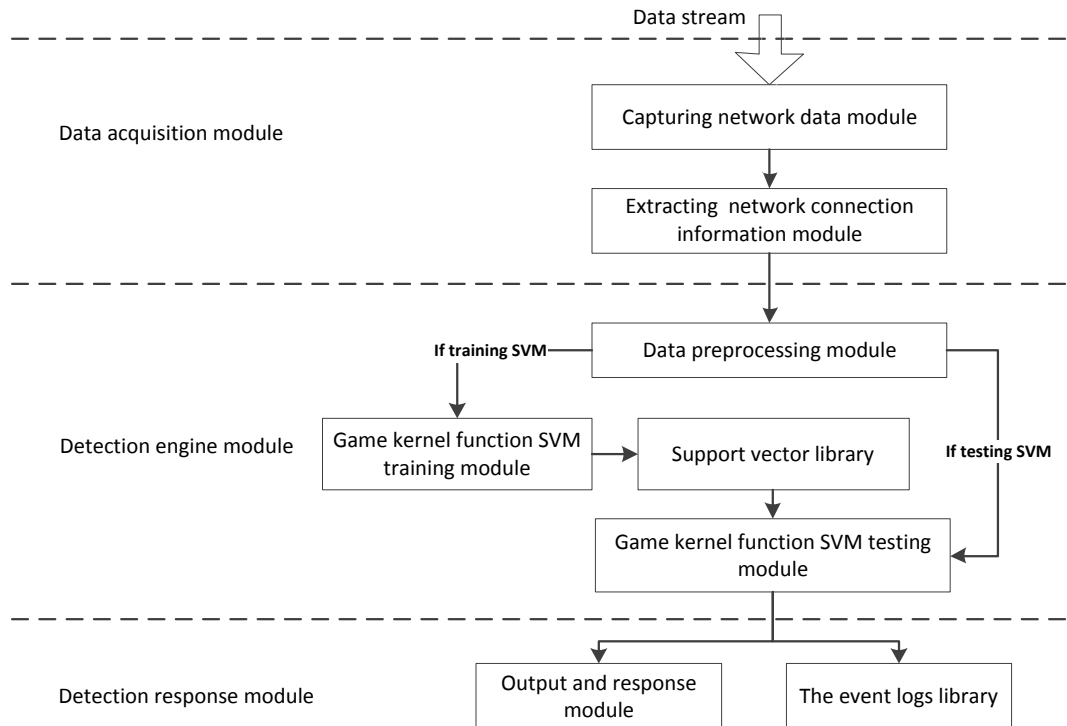 Data stream
Data acquisition module
Capturing network data module
Extracting network connection
information module
Data preprocessing module
If training SVM
Detection engine module
Game kernel function SVM
training module
Support vector library
If testing SVM
Game kernel function SVM testing
module
Detection response module
Output and response
module
The event logs library